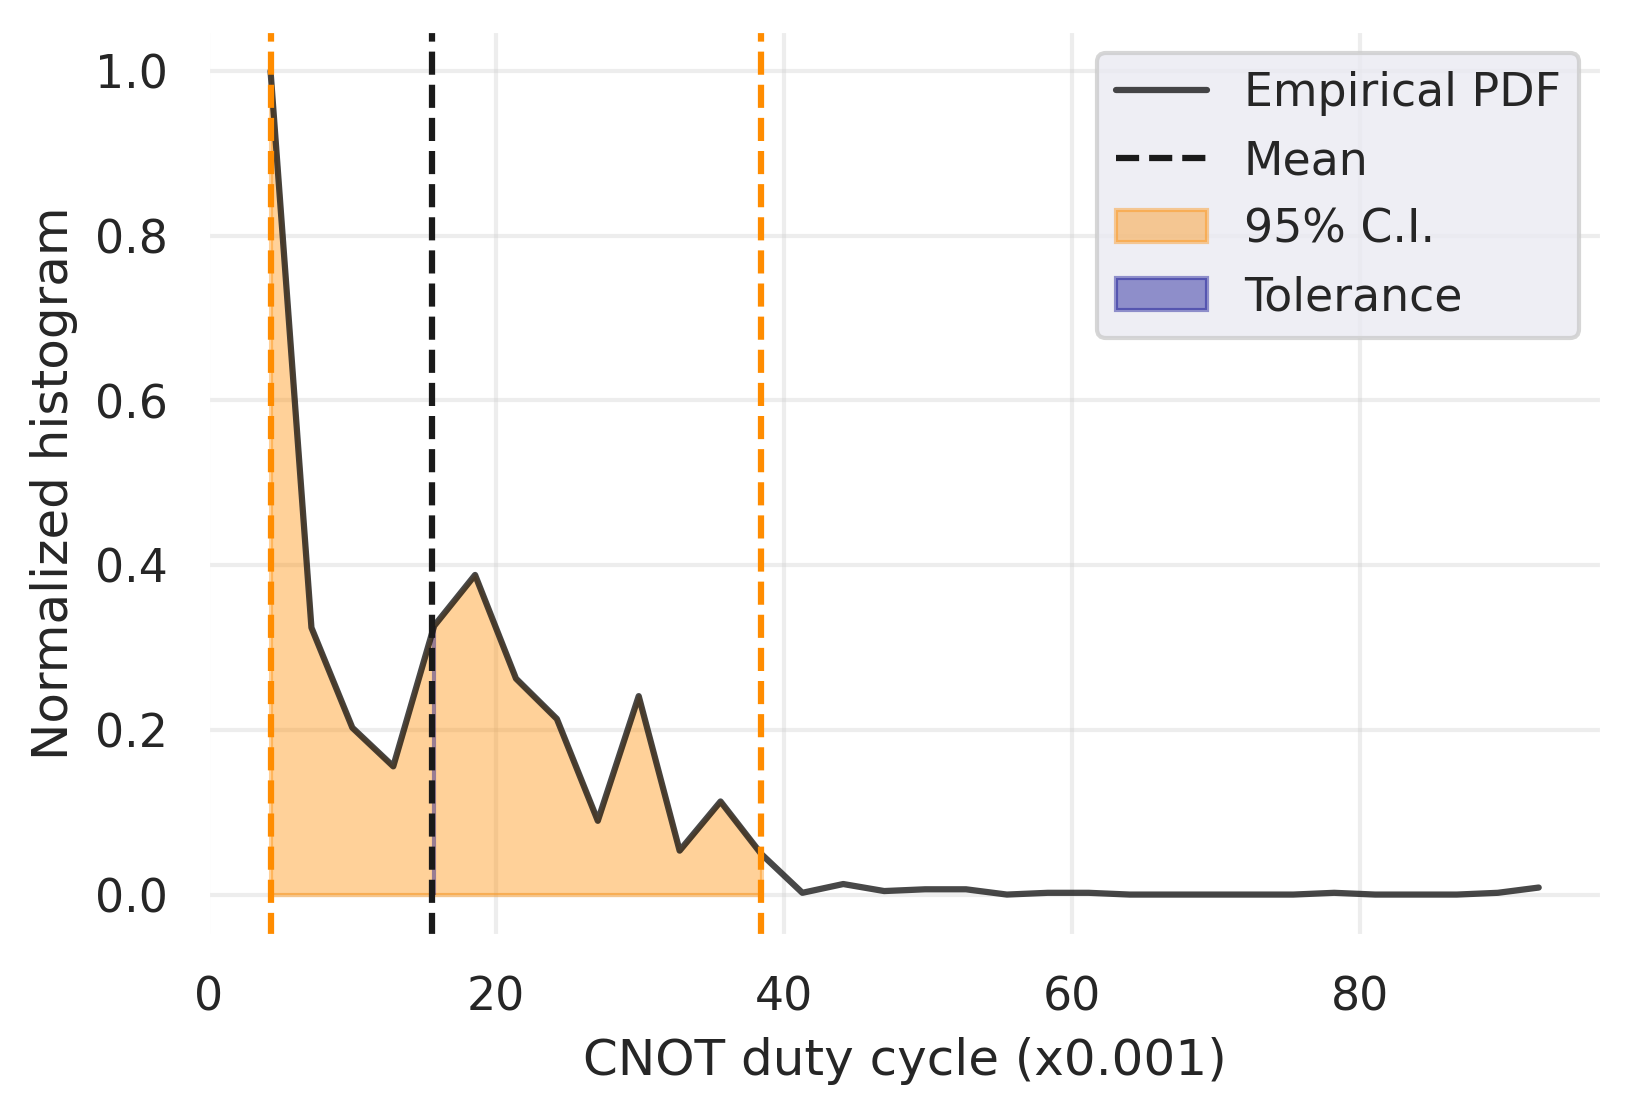 1.0
0.8
0.6
0.4
0.2
0.0
Normalized histogram
Empirical PDF
Mean
95% C.I.
Tolerance
0 20 40 60 80
CNOT duty cycle (x0.001)